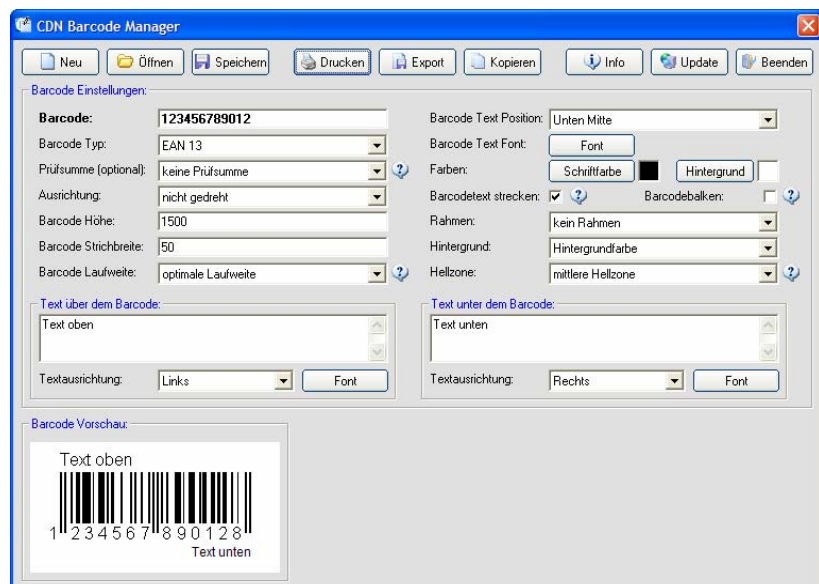 CDN Barcode Manager
Neu Öffnen Speichern Drucken Export Kopieren Info Update Beenden
Barcode Einstellungen:
Barcode: 123456789012
Barcode Typ: EAN 13
Prüfsumme (optional): keine Prüfsumme
Ausrichtung: nicht gedreht
Barcode Höhe: 1500
Barcode Strichbreite: 50
Barcode Laufweite: optimale Laufweite
Barcode Text Position: Unten Mitte
Barcode Text Font: Font
Farben: Schriftfarbe Hintergrund
Barcodetext strecken: Barcodebalken:
Rahmen: kein Rahmen
Hintergrund: Hintergrundfarbe
Hellzone: mittlere Hellzone
Text über dem Barcode:
Text oben
Textausrichtung: Links Font
Text unter dem Barcode:
Text unten
Textausrichtung: Rechts Font
Barcode Vorschau:
Text oben
1 234567 890128
Text unten